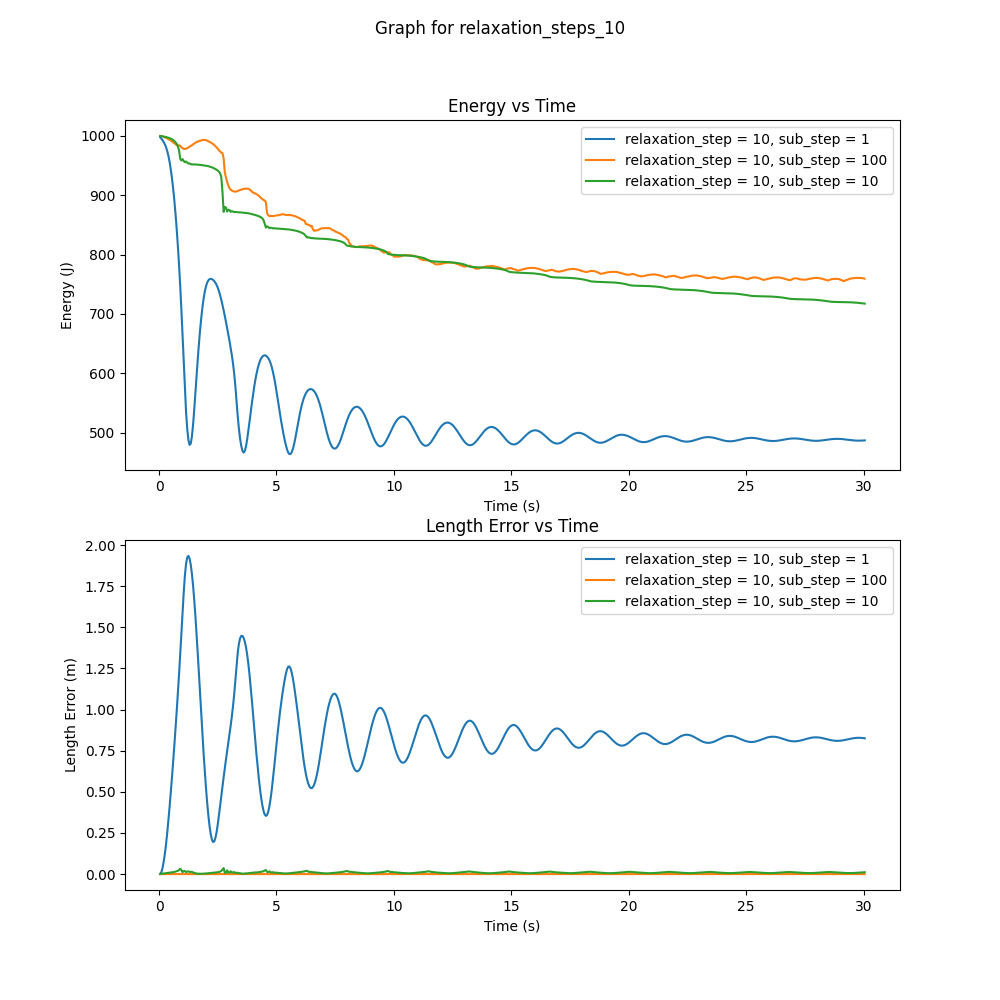 Graph for relaxation_steps_10
Energy vs Time
1000
900
800
700
600
500
Energy (J)
relaxation_step = 10, sub_step = 1
relaxation_step = 10, sub_step = 100
relaxation_step = 10, sub_step = 10
0 5 10 15 20 25 30
Time (s)
Length Error vs Time
2.00
1.75
1.50
1.25
1.00
0.75
0.50
0.25
0.00
Length Error (m)
relaxation_step = 10, sub_step = 1
relaxation_step = 10, sub_step = 100
relaxation_step = 10, sub_step = 10
0 5 10 15 20 25 30
Time (s)